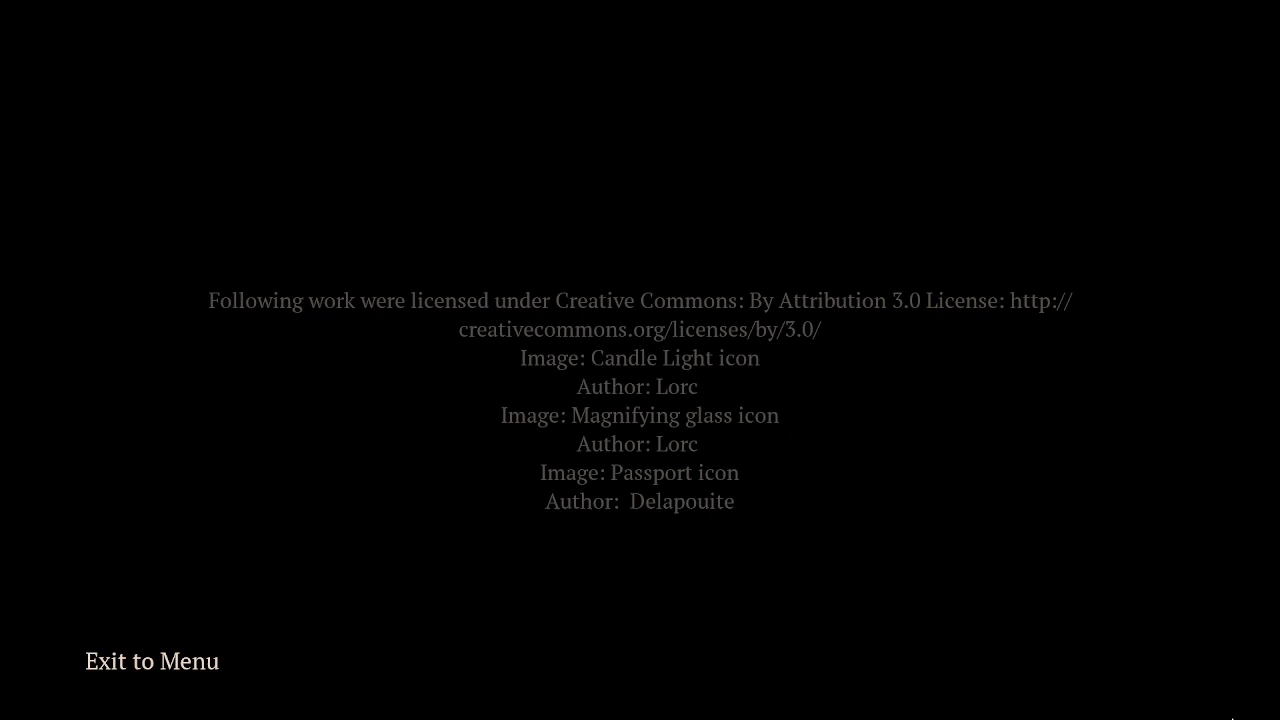 Following work were licensed under Creative Commons: By Attribution 3.0 License: http://
creativecommons.org/licenses/by/3.0/
Image: Candle Light icon
Author: Lorc
Image: Magnifying glass icon
Author: Lorc
Image: Passport icon
Author:  Delapouite
Exit to Menu